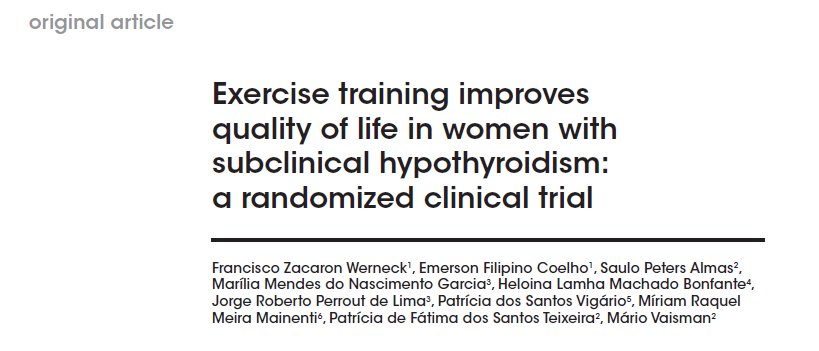 original article
Exercise training improves
quality of life in women with
subclinical hypothyroidism:
a randomized clinical trial
Francisco Zacaron Werneck¹, Emerson Filipino Coelho¹, Saulo Peters Almas²,
Marília Mendes do Nascimento Garcia³, Heloina Lamha Machado Bonfante⁴,
Jorge Roberto Perrout de Lima³, Patrícia dos Santos Vigário⁵, Míriam Raquel
Meira Mainenti⁶, Patrícia de Fátima dos Santos Teixeira², Mário Vaisman²